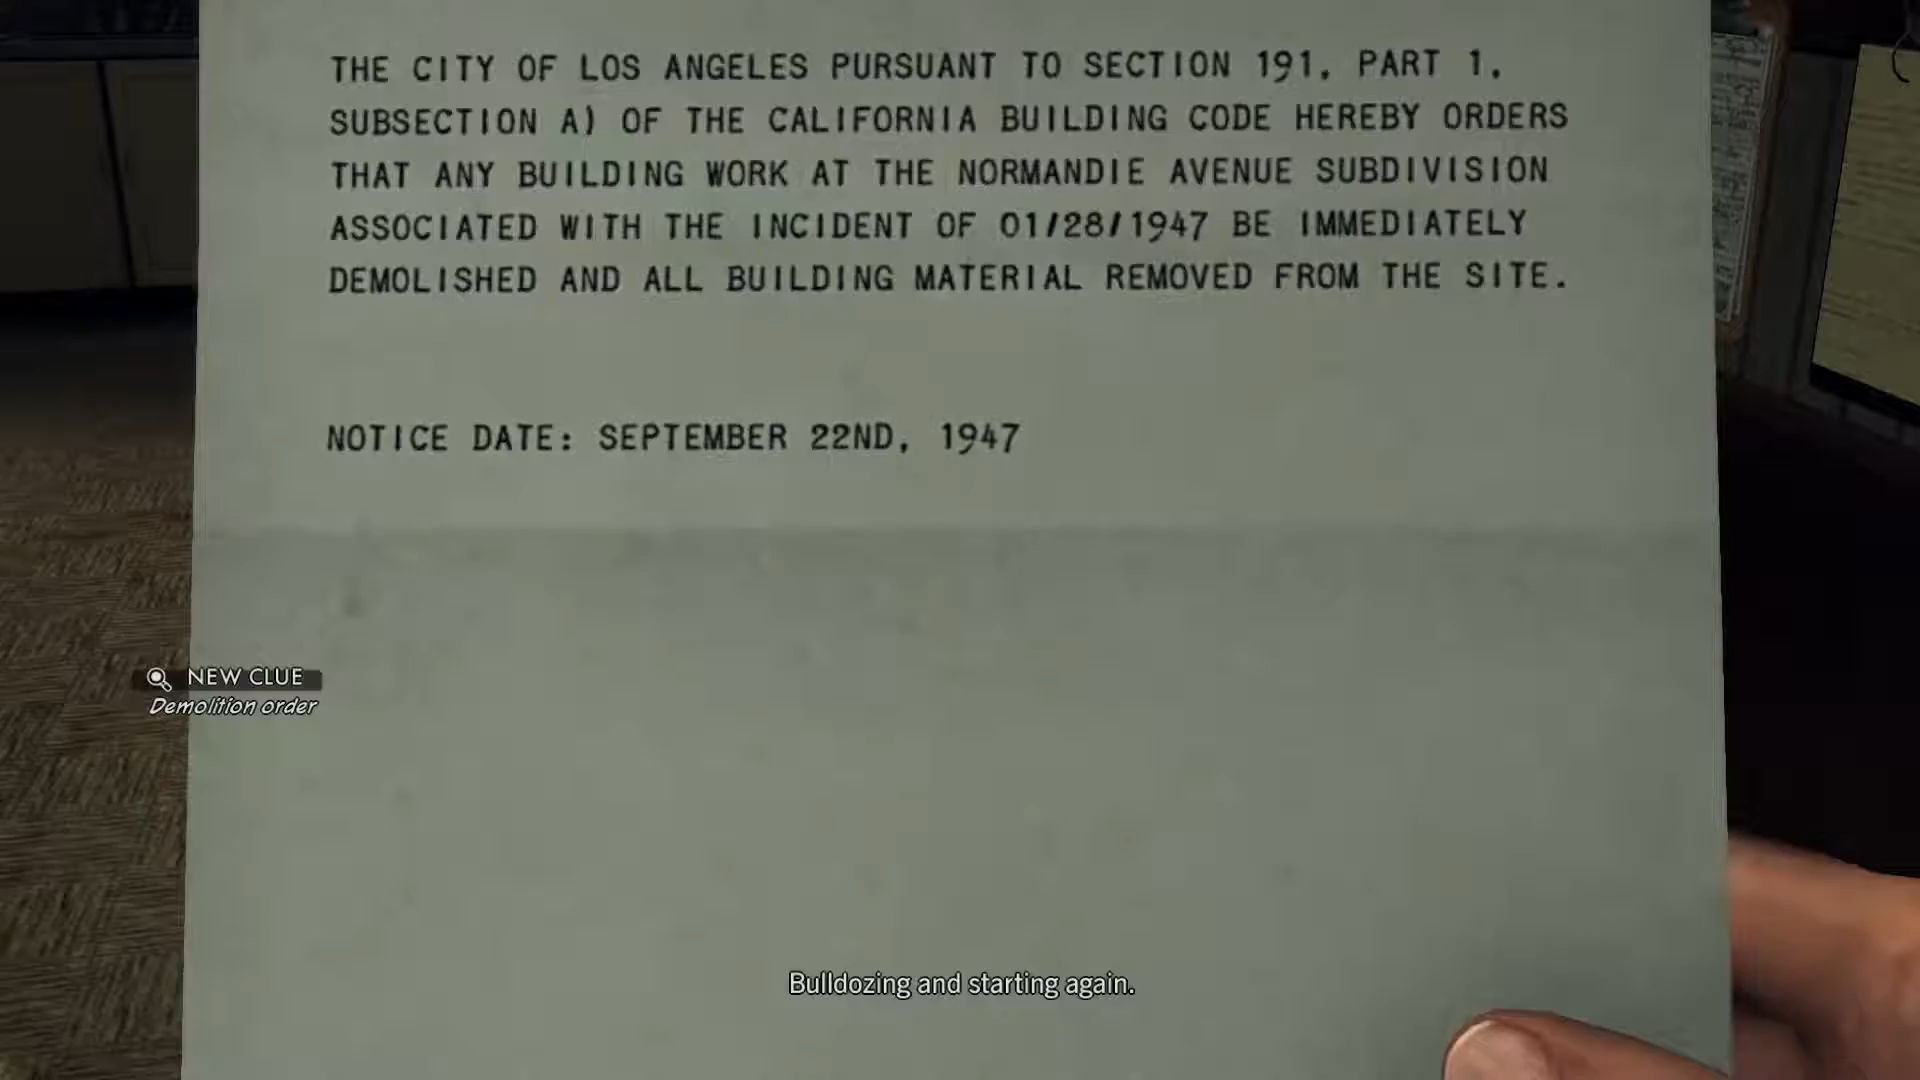 THE CITY OF LOS ANGELES PURSUANT TO SECTION 191, PART 1,
SUBSECTION A) OF THE CALIFORNIA BUILDING CODE HEREBY ORDERS
THAT ANY BUILDING WORK AT THE NORMANDIE AVENUE SUBDIVISION
ASSOCIATED WITH THE INCIDENT OF 01/28/1947 BE IMMEDIATELY
DEMOLISHED AND ALL BUILDING MATERIAL REMOVED FROM THE SITE.
NOTICE DATE: SEPTEMBER 22ND, 1947
NEW CLUE
Demolition order
Bulldozing and starting again.